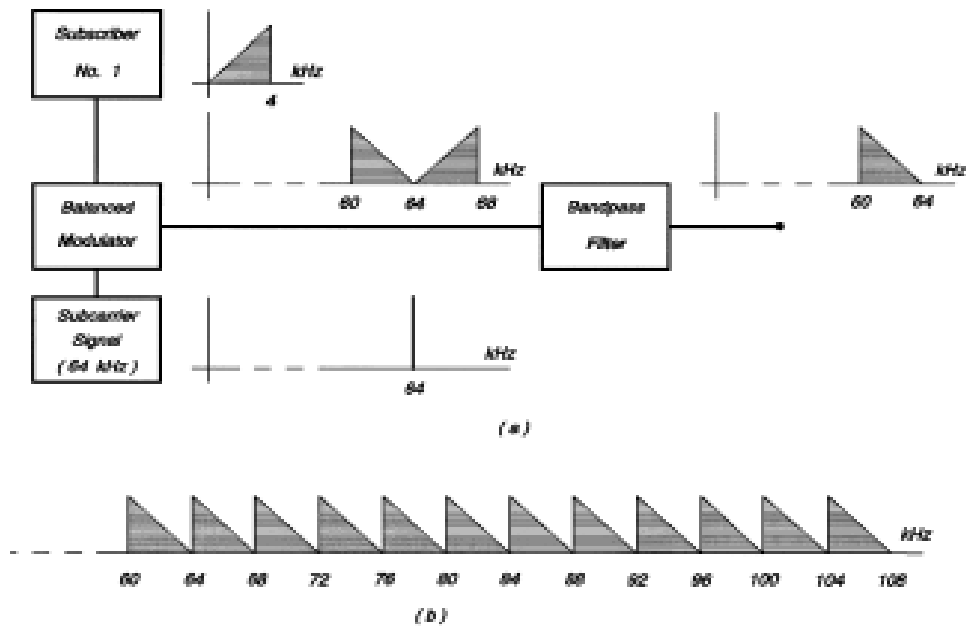 Subscriber
No. 1
kHz
4
kHz
60 64 68
kHz
60 64
Balanced
Modulator
Bandpass
Filter
Subcarrier
Signal
( 64 kHz )
kHz
64
( a )
kHz
60 64 68 72 76 80 84 88 92 96 100 104 108
( b )